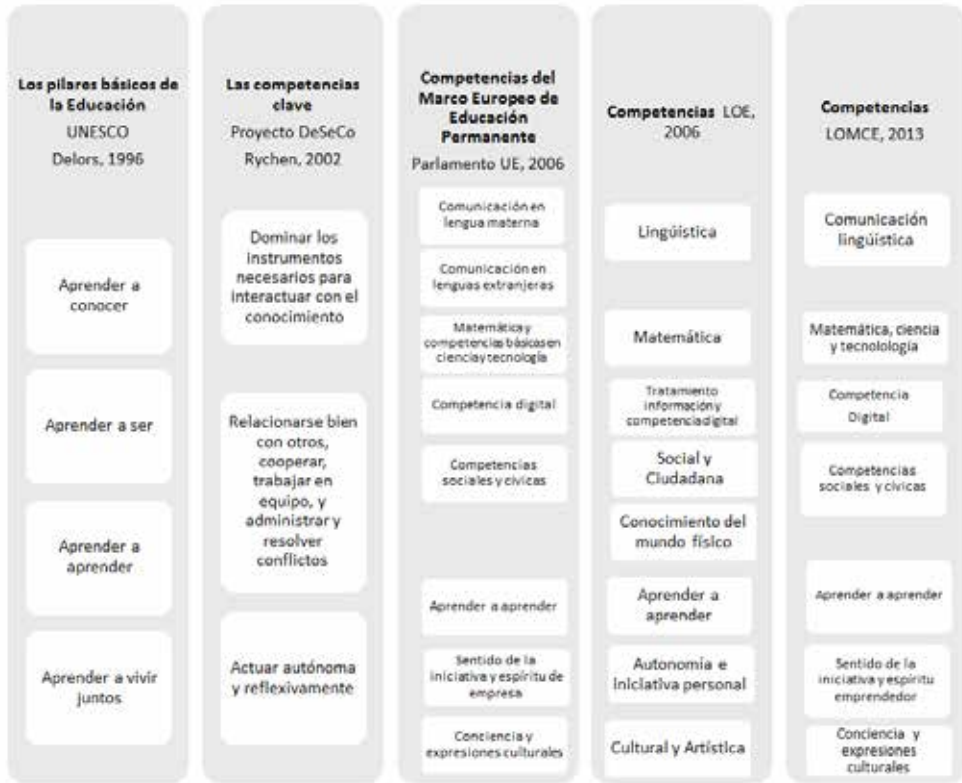 Los pilares básicos de
la Educación
UNESCO
Delors, 1996
Aprender a
conocer
Aprender a ser
Aprender a
aprender
Aprender a vivir
juntos
Las competencias
clave
Proyecto DeSeCo
Rychen, 2002
Dominar los
instrumentos
necesarios para
interactuar con el
conocimiento
Relacionarse bien
con otros,
cooperar,
trabajar en
equipo, y
administrar y
resolver
conflictos
Actuar autónoma
y reflexivamente
Competencias del
Marco Europeo de
Educación
Permanente
Parlamento UE, 2006
Comunicación en
lengua materna
Comunicación en
lenguas extranjeras
Matemática y
competencias básicas en
ciencia y tecnología
Competencia digital
Competencias
sociales y cívicas
Aprender a aprender
Sentido de la
iniciativa y espíritu de
empresa
Conciencia y
expresiones culturales
Competencias LOE,
2006
Lingüística
Matemática
Tratamiento
información y
competencia digital
Social y
Ciudadana
Conocimiento del
mundo físico
Aprender a
aprender
Autonomía e
iniciativa personal
Cultural y Artística
Competencias
LOMCE, 2013
Comunicación
lingüística
Matemática, ciencia
y tecnolología
Competencia
Digital
Competencias
sociales y cívicas
Aprender a aprender
Sentido de la
iniciativa y espíritu
emprendedor
Conciencia y
expresiones
culturales